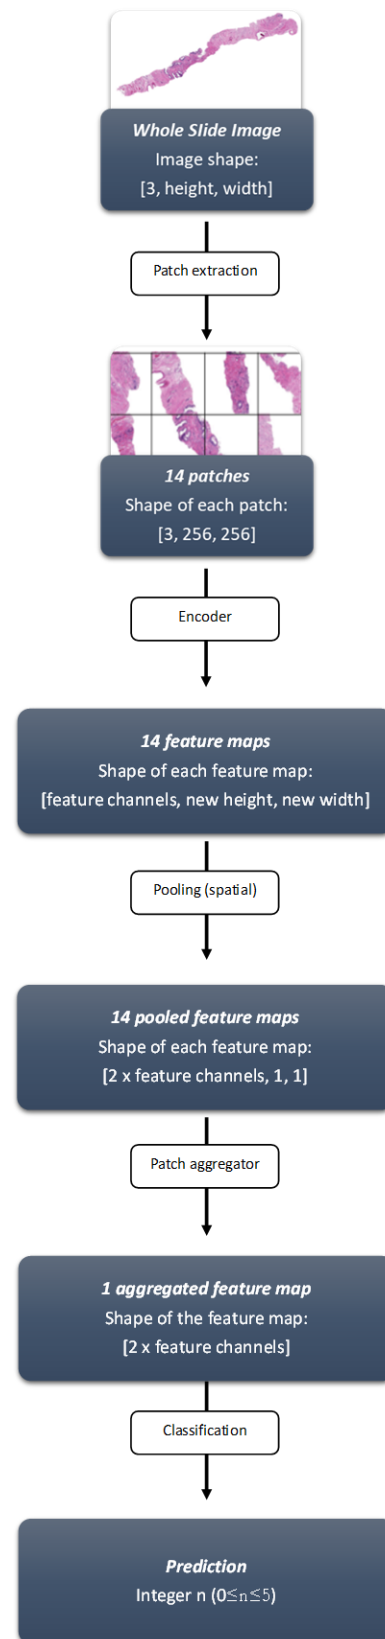 Whole Slide Image
Image shape:
[3, height, width]
Patch extraction
14 patches
Shape of each patch:
[3, 256, 256]
Encoder
14 feature maps
Shape of each feature map:
[feature channels, new height, new width]
Pooling (spatial)
14 pooled feature maps
Shape of each feature map:
[2 x feature channels, 1, 1]
Patch aggregator
1 aggregated feature map
Shape of the feature map:
[2 x feature channels]
Classification
Prediction
Integer n (0≤n≤5)